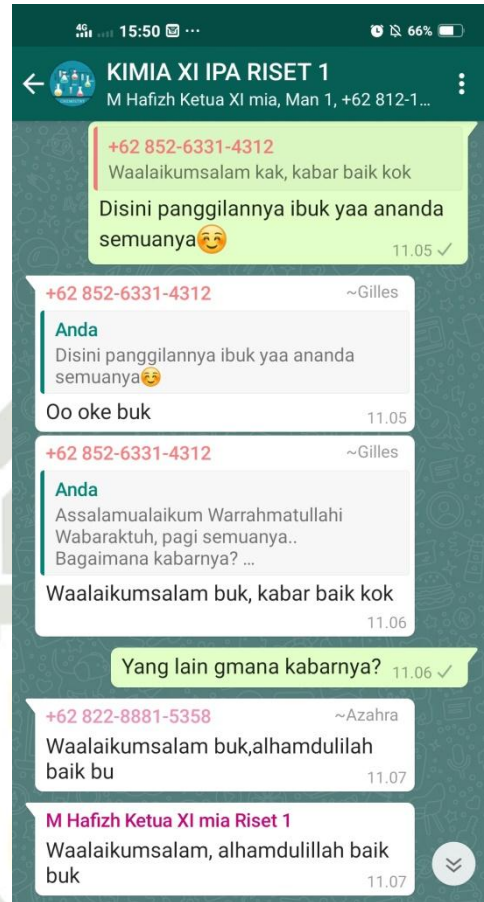 4G 15:50 66%
KIMIA XI IPA RISET 1
M Hafizh Ketua XI mia, Man 1, +62 812-1...
+62 852-6331-4312
Waalaikumsalam kak, kabar baik kok
Disini panggilannya ibuk yaa ananda
semuanya☺️
11.05
+62 852-6331-4312 ~Gilles
Anda
Disini panggilannya ibuk yaa ananda
semuanya☺️
Oo oke buk
11.05
+62 852-6331-4312 ~Gilles
Anda
Assalamualaikum Warrahmatullahi
Wabaraktuh, pagi semuanya..
Bagaimana kabarnya? ...
Waalaikumsalam buk, kabar baik kok
11.06
Yang lain gmana kabarnya? 11.06
+62 822-8881-5358 ~Azahra
Waalaikumsalam buk,alhamdulilah
baik bu
11.07
M Hafizh Ketua XI mia Riset 1
Waalaikumsalam, alhamdulillah baik
buk
11.07